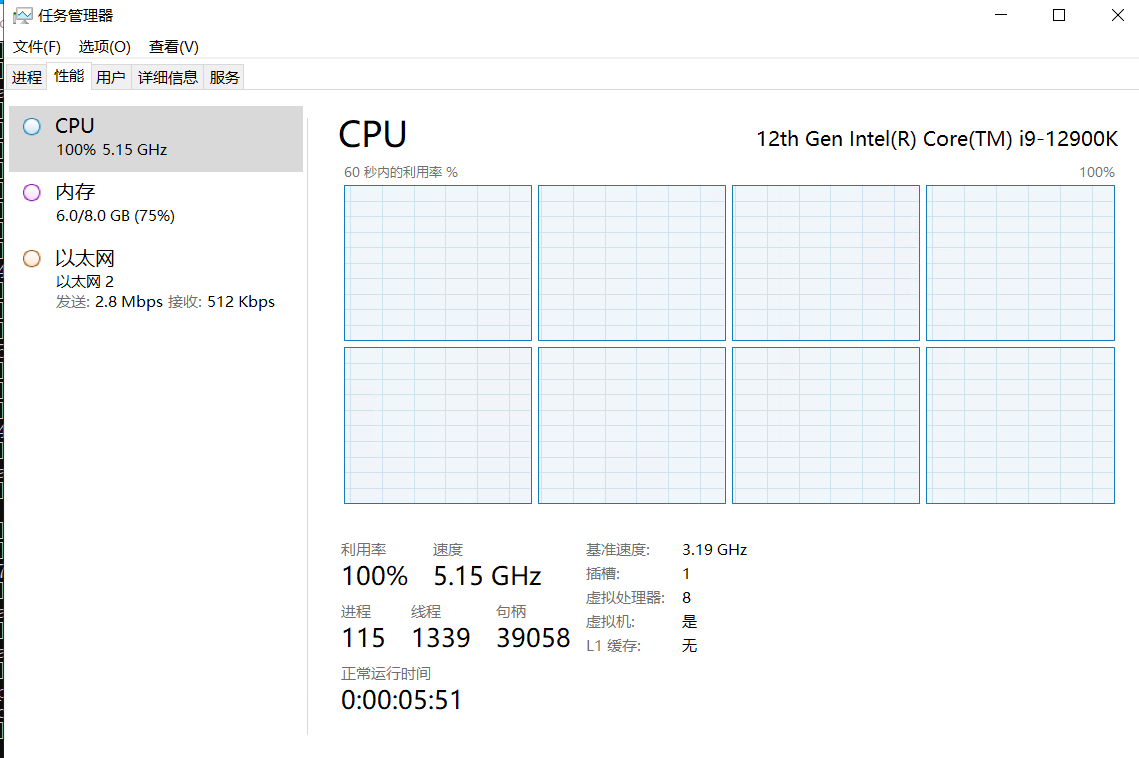 任务管理器
文件(F) 选项(O) 查看(V)
进程 性能 用户 详细信息 服务
CPU
100% 5.15 GHz
内存
6.0/8.0 GB (75%)
以太网
以太网 2
发送: 2.8 Mbps 接收: 512 Kbps
CPU
12th Gen Intel(R) Core(TM) i9-12900K
60 秒内的利用率 %
100%
利用率 速度
100% 5.15 GHz
进程 线程 句柄
115 1339 39058
正常运行时间
0:00:05:51
基准速度: 3.19 GHz
插槽: 1
虚拟处理器: 8
虚拟机: 是
L1 缓存: 无